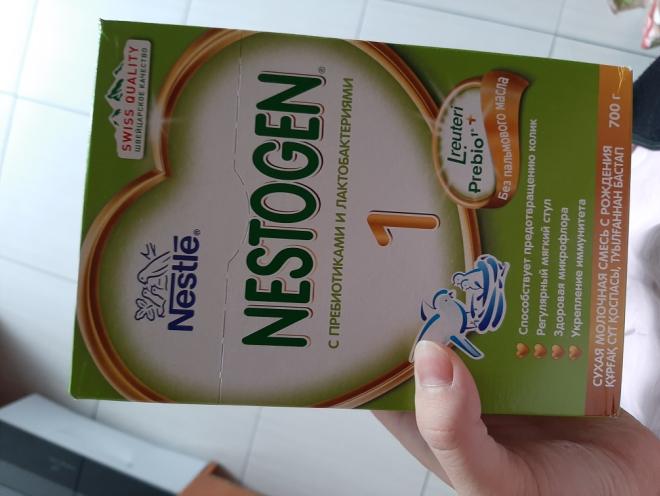 SWISS QUALITY
ШВЕЙЦАРСКОЕ КАЧЕСТВО
Nestlé®
NESTOGEN®
С ПРЕБИОТИКАМИ И ЛАКТОБАКТЕРИЯМИ
1
L.reuteri
Prebio1® +
Без пальмового масла
Способствует предотвращению колик
Регулярный мягкий стул
Здоровая микрофлора
Укрепление иммунитета
СУХАЯ МОЛОЧНАЯ СМЕСЬ С РОЖДЕНИЯ
ҚҰРҒАҚ СҮТ ҚОСПАСЫ, ТУЫЛҒАННАН БАСТАП
700 г